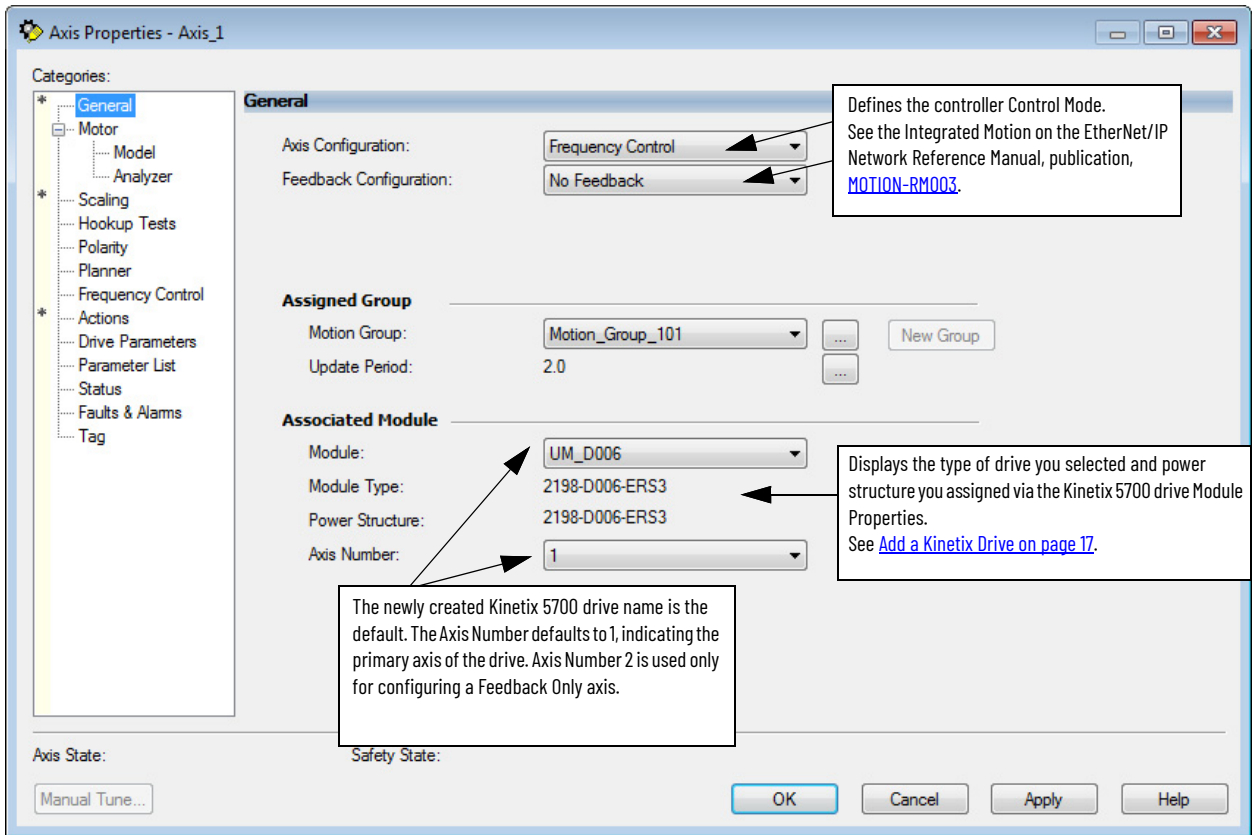 Axis Properties - Axis_1
Categories:
* General
Motor
Model
Analyzer
* Scaling
Hookup Tests
Polarity
Planner
Frequency Control
* Actions
Drive Parameters
Parameter List
Status
Faults & Alarms
Tag
General
Axis Configuration: Frequency Control
Feedback Configuration: No Feedback
Defines the controller Control Mode.
See the Integrated Motion on the EtherNet/IP
Network Reference Manual, publication,
MOTION-RM003.
Assigned Group
Motion Group: Motion_Group_101 ... New Group
Update Period: 2.0 ...
Associated Module
Module: UM_D006
Module Type: 2198-D006-ERS3
Power Structure: 2198-D006-ERS3
Axis Number: 1
Displays the type of drive you selected and power
structure you assigned via the Kinetix 5700 drive Module
Properties.
See Add a Kinetix Drive on page 17.
The newly created Kinetix 5700 drive name is the
default. The Axis Number defaults to 1, indicating the
primary axis of the drive. Axis Number 2 is used only
for configuring a Feedback Only axis.
Axis State: Safety State:
Manual Tune... OK Cancel Apply Help